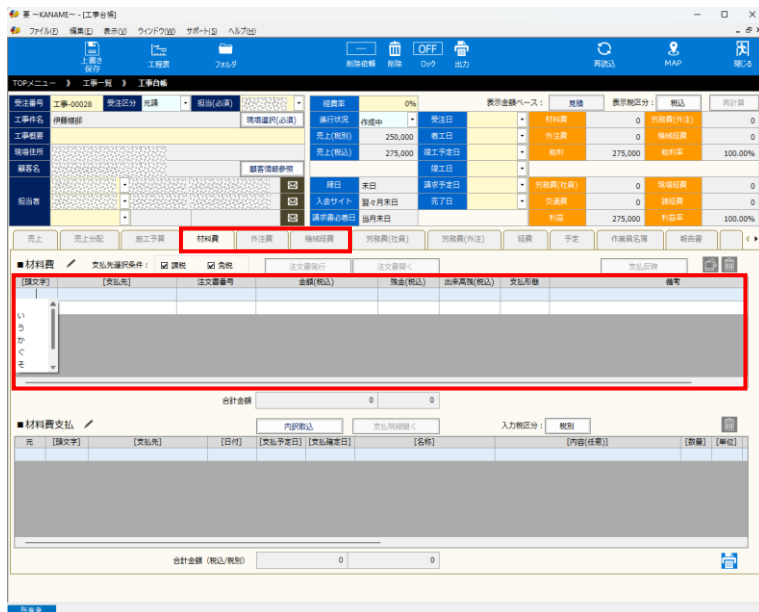 要 ~KANAME~ - [工事台帳]
ファイル(F) 編集(E) 表示(V) ウインドウ(W) サポート(S) ヘルプ(H)
上書き保存 工程表 フォルダ 削除依頼 削除 OFF ロック 出力 再読込 MAP 閉じる
TOPメニュー 》 工事一覧 》 工事台帳
受注番号 工事-00028 受注区分 元請 担当(必須) 経費率 0% 表示金額ベース: 見積 表示税区分: 税込 再計算
工事件名 伊藤様邸 現場選択(必須) 進行状況 作成中 受注日 材料費 0 労務費(外注) 0
工事概要 売上(税別) 250,000 着工日 外注費 0 機械経費 0
現場住所 売上(税込) 275,000 竣工予定日 粗利 275,000 粗利率 100.00%
顧客名 顧客情報参照 竣工日
担当者 締日 末日 請求予定日 労務費(社員) 0 現場経費 0
入金サイト 翌々月末日 完了日 交通費 0 諸経費 0
請求書必着日 当月末日 利益 275,000 利益率 100.00%
売上 売上分配 施工予算 材料費 外注費 機械経費 労務費(社員) 労務費(外注) 経費 予定 作業員名簿 報告書
■材料費 支払先選択条件: 課税 免税 注文書発行 注文書開く 支払反映
[頭文字] [支払先] 注文書番号 金額(税込) 残金(税込) 出来高残(税込) 支払形態 備考
い
う
か
ぐ
そ
合計金額 0 0
■材料費支払 内訳取込 支払明細開く 入力税区分: 税別
元 [頭文字] [支払先] [日付] [支払予定日] [支払確定日] [名称] [内容(任意)] [数量] [単位]
合計金額(税込/税別) 0 0